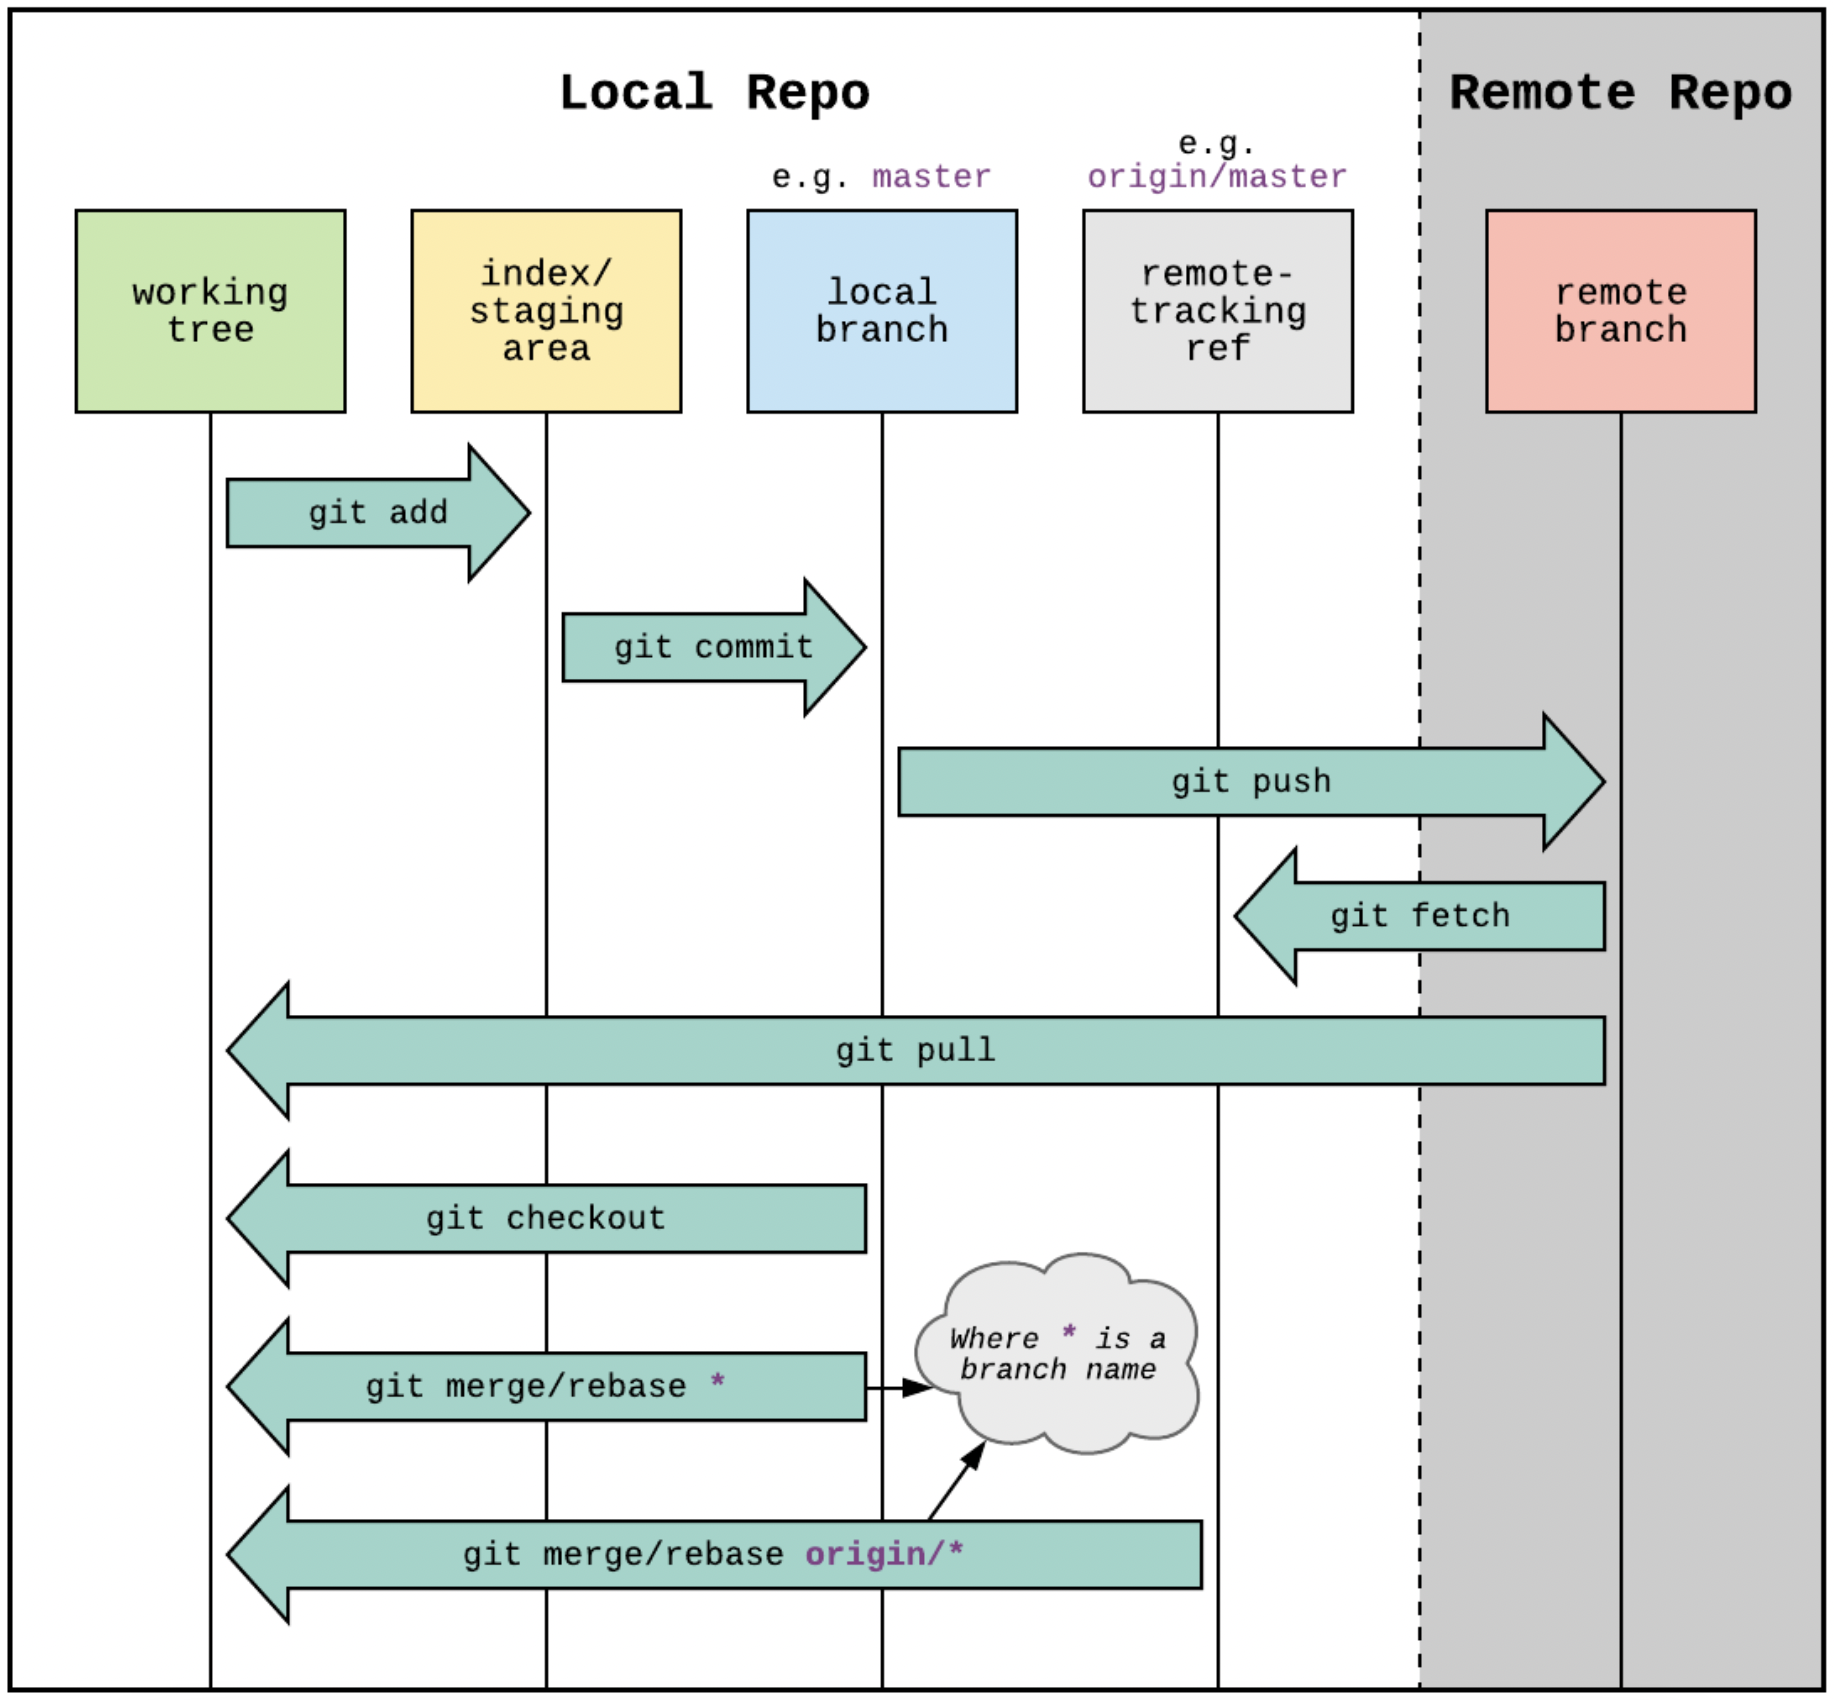 Local Repo
Remote Repo
e.g. master
e.g.
origin/master
working
tree
index/
staging
area
local
branch
remote-
tracking
ref
remote
branch
git add
git commit
git push
git fetch
git pull
git checkout
Where * is a
branch name
git merge/rebase *
git merge/rebase origin/*